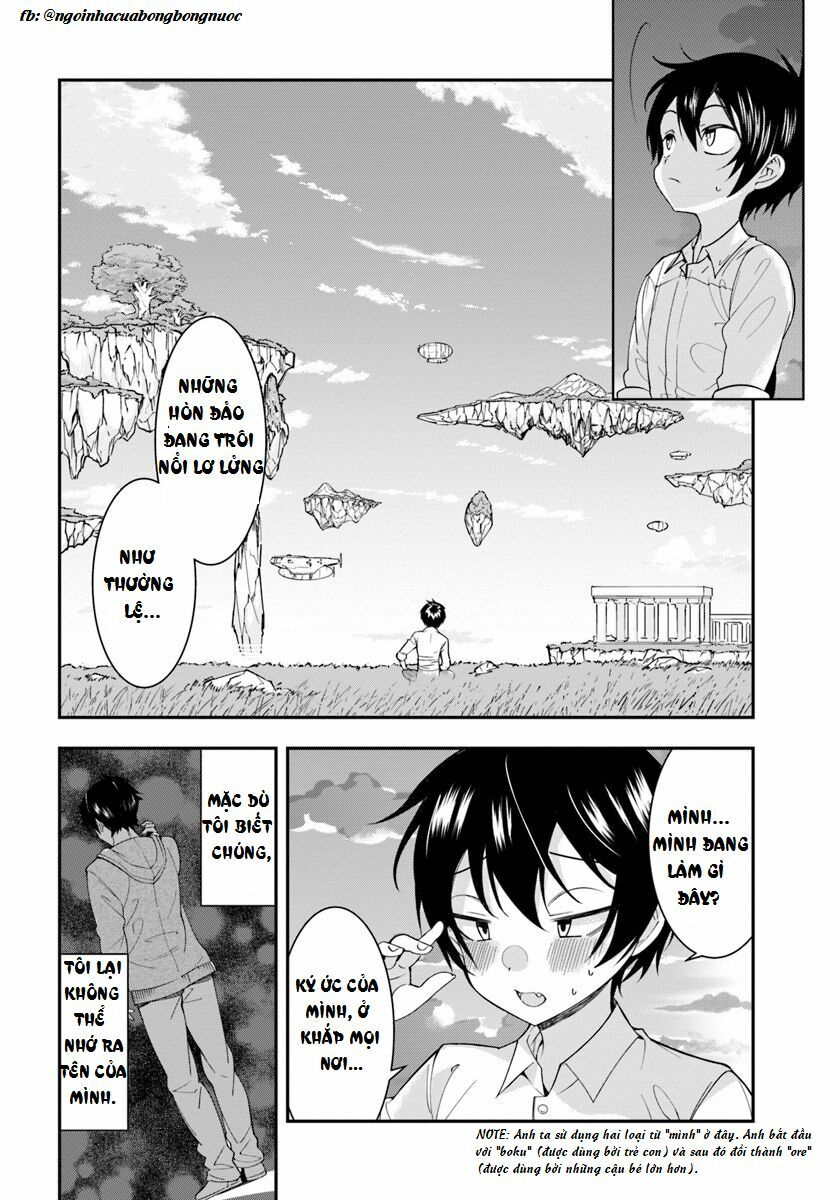 fb: @ngoinhacuabongbongnuoc
NHỮNG
HÒN ĐẢO
ĐANG TRÔI
NỔI LƠ LỬNG
NHƯ
THƯỜNG
LỆ...
MÌNH...
MÌNH ĐANG
LÀM GÌ
ĐÂY?
KÝ ỨC CỦA
MÌNH, Ở
KHẮP MỌI
NƠI...
MẶC DÙ
TÔI BIẾT
CHÚNG,
TÔI LẠI
KHÔNG THỂ
NHỚ RA
TÊN CỦA
MÌNH.
NOTE: Anh ta sử dụng hai loại từ "mình" ở đây. Anh bắt đầu
với "boku" (được dùng bởi trẻ con) và sau đó đổi thành "ore"
(được dùng bởi những cậu bé lớn hơn).